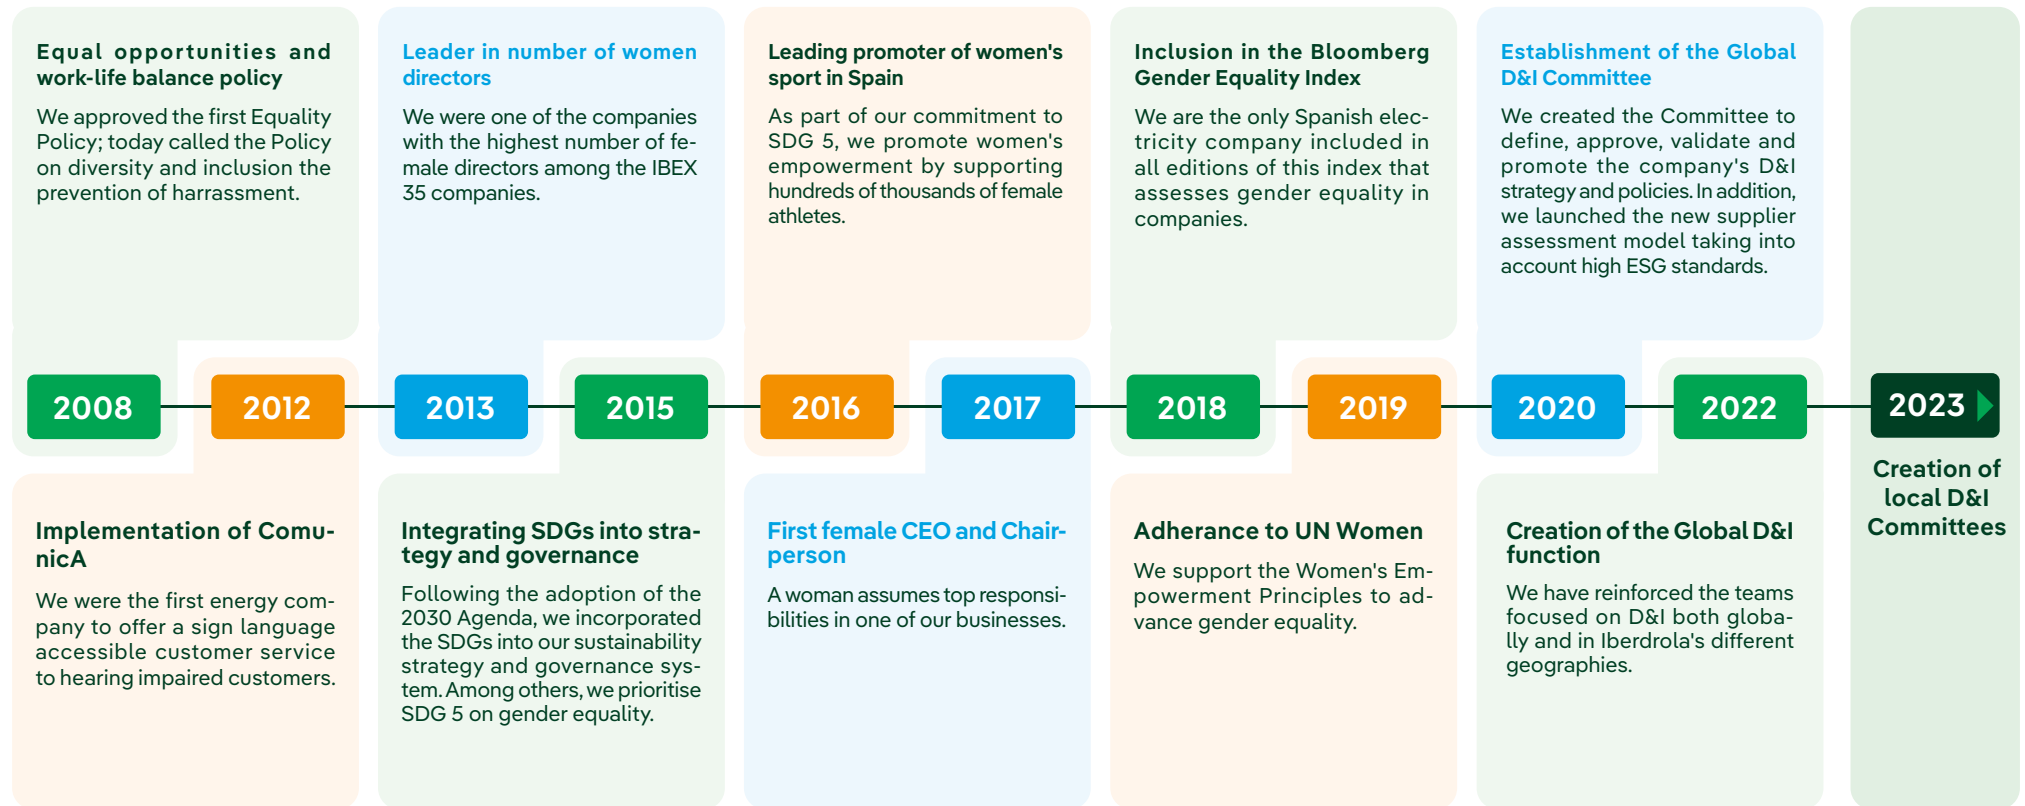 Equal opportunities and
work-life balance policy
We approved the first Equality
Policy; today called the Policy
on diversity and inclusion the
prevention of harrassment.
Leader in number of women
directors
We were one of the companies
with the highest number of fe-
male directors among the IBEX
35 companies.
Leading promoter of women's
sport in Spain
As part of our commitment to
SDG 5, we promote women's
empowerment by supporting
hundreds of thousands of female
athletes.
Inclusion in the Bloomberg
Gender Equality Index
We are the only Spanish elec-
tricity company included in
all editions of this index that
assesses gender equality in
companies.
Establishment of the Global
D&I Committee
We created the Committee to
define, approve, validate and
promote the company's D&I
strategy and policies. In addition,
we launched the new supplier
assessment model taking into
account high ESG standards.
2008
2012
2013
2015
2016
2017
2018
2019
2020
2022
2023
Implementation of Comu-
nicA
We were the first energy com-
pany to offer a sign language
accessible customer service
to hearing impaired customers.
Integrating SDGs into stra-
tegy and governance
Following the adoption of the
2030 Agenda, we incorporated
the SDGs into our sustainability
strategy and governance sys-
tem. Among others, we prioritise
SDG 5 on gender equality.
First female CEO and Chair-
person
A woman assumes top responsi-
bilities in one of our businesses.
Adherance to UN Women
We support the Women's Em-
powerment Principles to ad-
vance gender equality.
Creation of the Global D&I
function
We have reinforced the teams
focused on D&I both globa-
lly and in Iberdrola's different
geographies.
Creation of
local D&I
Committees